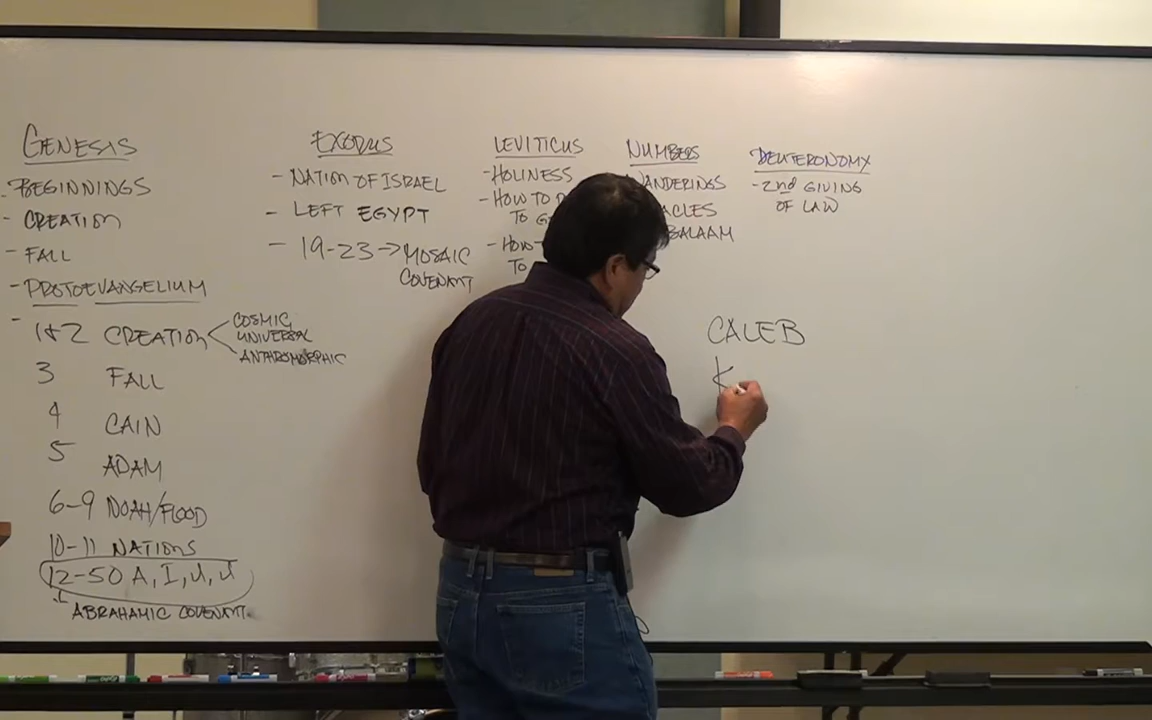 GENESIS
- BEGINNINGS
- CREATION
- FALL
- PROTOEVANGELIUM
- 1&2 CREATION
COSMIC
UNIVERSAL
ANTHROMORPHIC
3 FALL
4 CAIN
5 ADAM
6-9 NOAH/FLOOD
10-11 NATIONS
12-50 A, I, J, J
ABRAHAMIC COVENANT
EXODUS
- NATION OF ISRAEL
- LEFT EGYPT
- 19-23 → MOSAIC
COVENANT
LEVITICUS
- HOLINESS
- HOW TO
TO
- HOW
TO
NUMBERS
WANDERINGS
BALAAM
DEUTERONOMY
- 2nd GIVING
OF LAW
CALEB
K